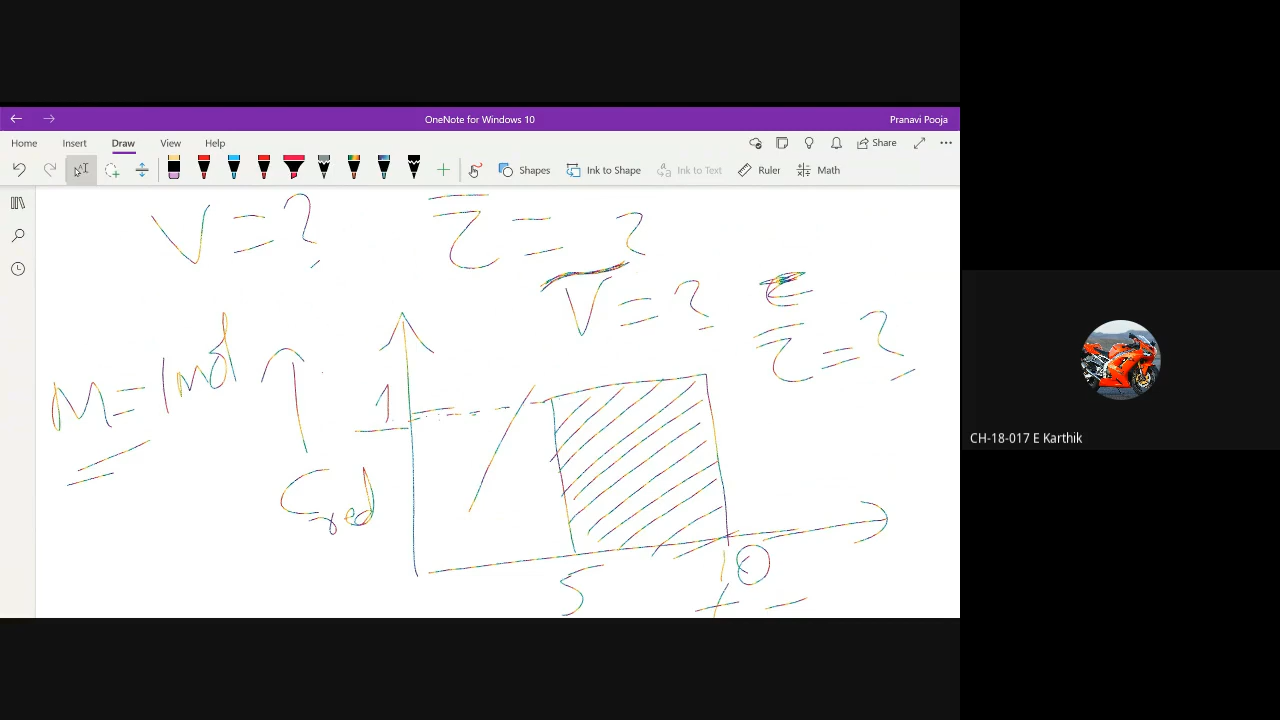 OneNote for Windows 10
Pranavi Pooja
Home Insert Draw View Help
Share
Shapes Ink to Shape Ink to Text Ruler Math
V = ?
V = ?
M = 1 mol
1
5
10
t
CH-18-017 E Karthik